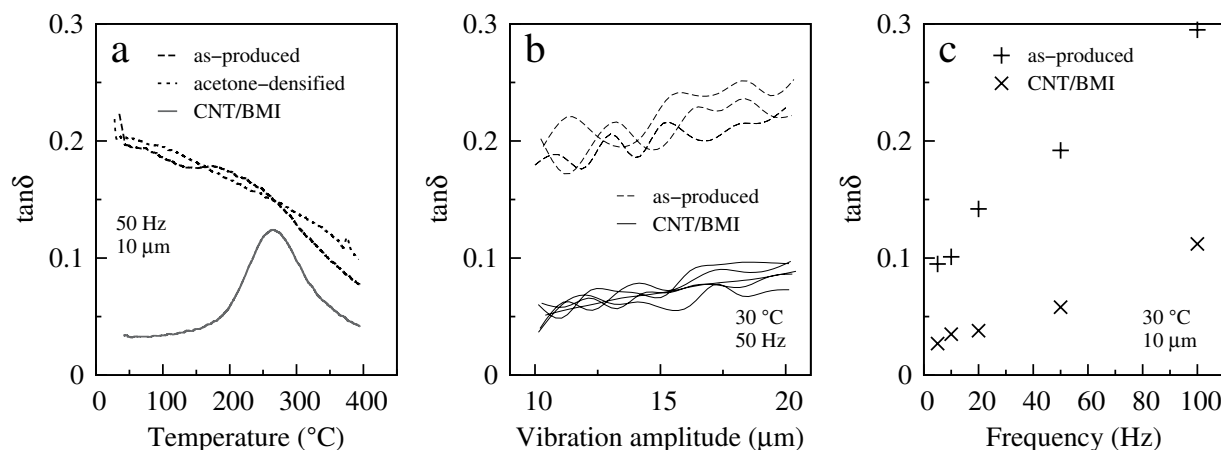 a
as−produced
acetone−densified
CNT/BMI
50 Hz
10 μm
0.3
0.2
0.1
0
tanδ
0 100 200 300 400
Temperature (°C)
b
as−produced
CNT/BMI
30 °C
50 Hz
0.3
0.2
0.1
0
tanδ
10 15 20
Vibration amplitude (μm)
c
as−produced
CNT/BMI
30 °C
10 μm
0.3
0.2
0.1
0
tanδ
0 20 40 60 80 100
Frequency (Hz)